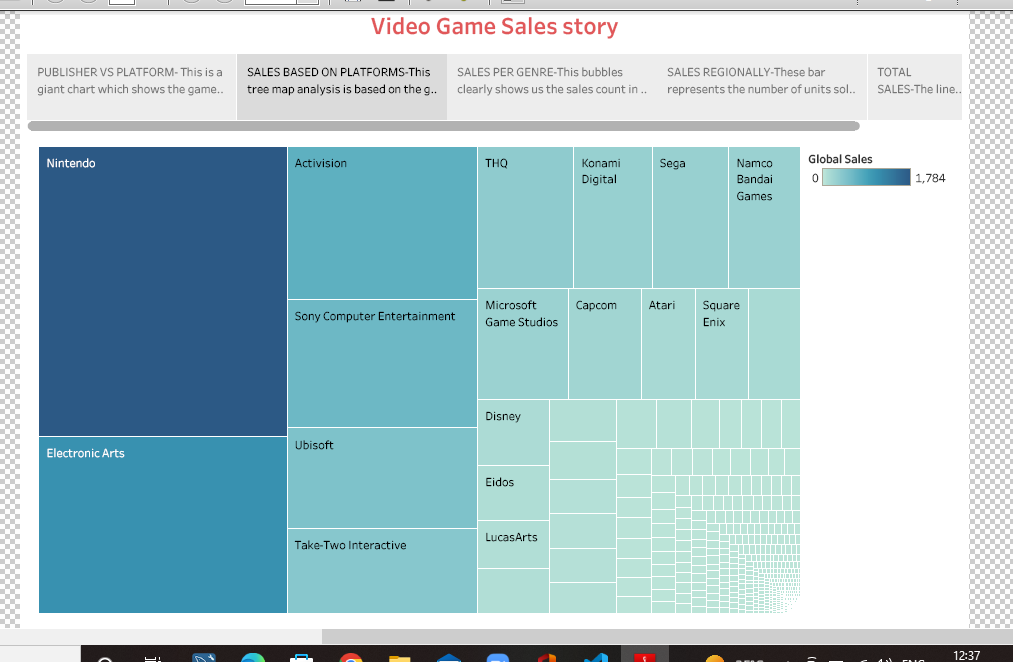 Video Game Sales story
PUBLISHER VS PLATFORM- This is a
giant chart which shows the game..
SALES BASED ON PLATFORMS-This
tree map analysis is based on the g..
SALES PER GENRE-This bubbles
clearly shows us the sales count in ..
SALES REGIONALLY-These bar
represents the number of units sol..
TOTAL
SALES-The line..
Nintendo
Electronic Arts
Activision
Sony Computer Entertainment
Ubisoft
Take-Two Interactive
THQ
Konami
Digital
Sega
Namco
Bandai
Games
Microsoft
Game Studios
Capcom
Atari
Square
Enix
Disney
Eidos
LucasArts
Global Sales
0
1,784
12:37